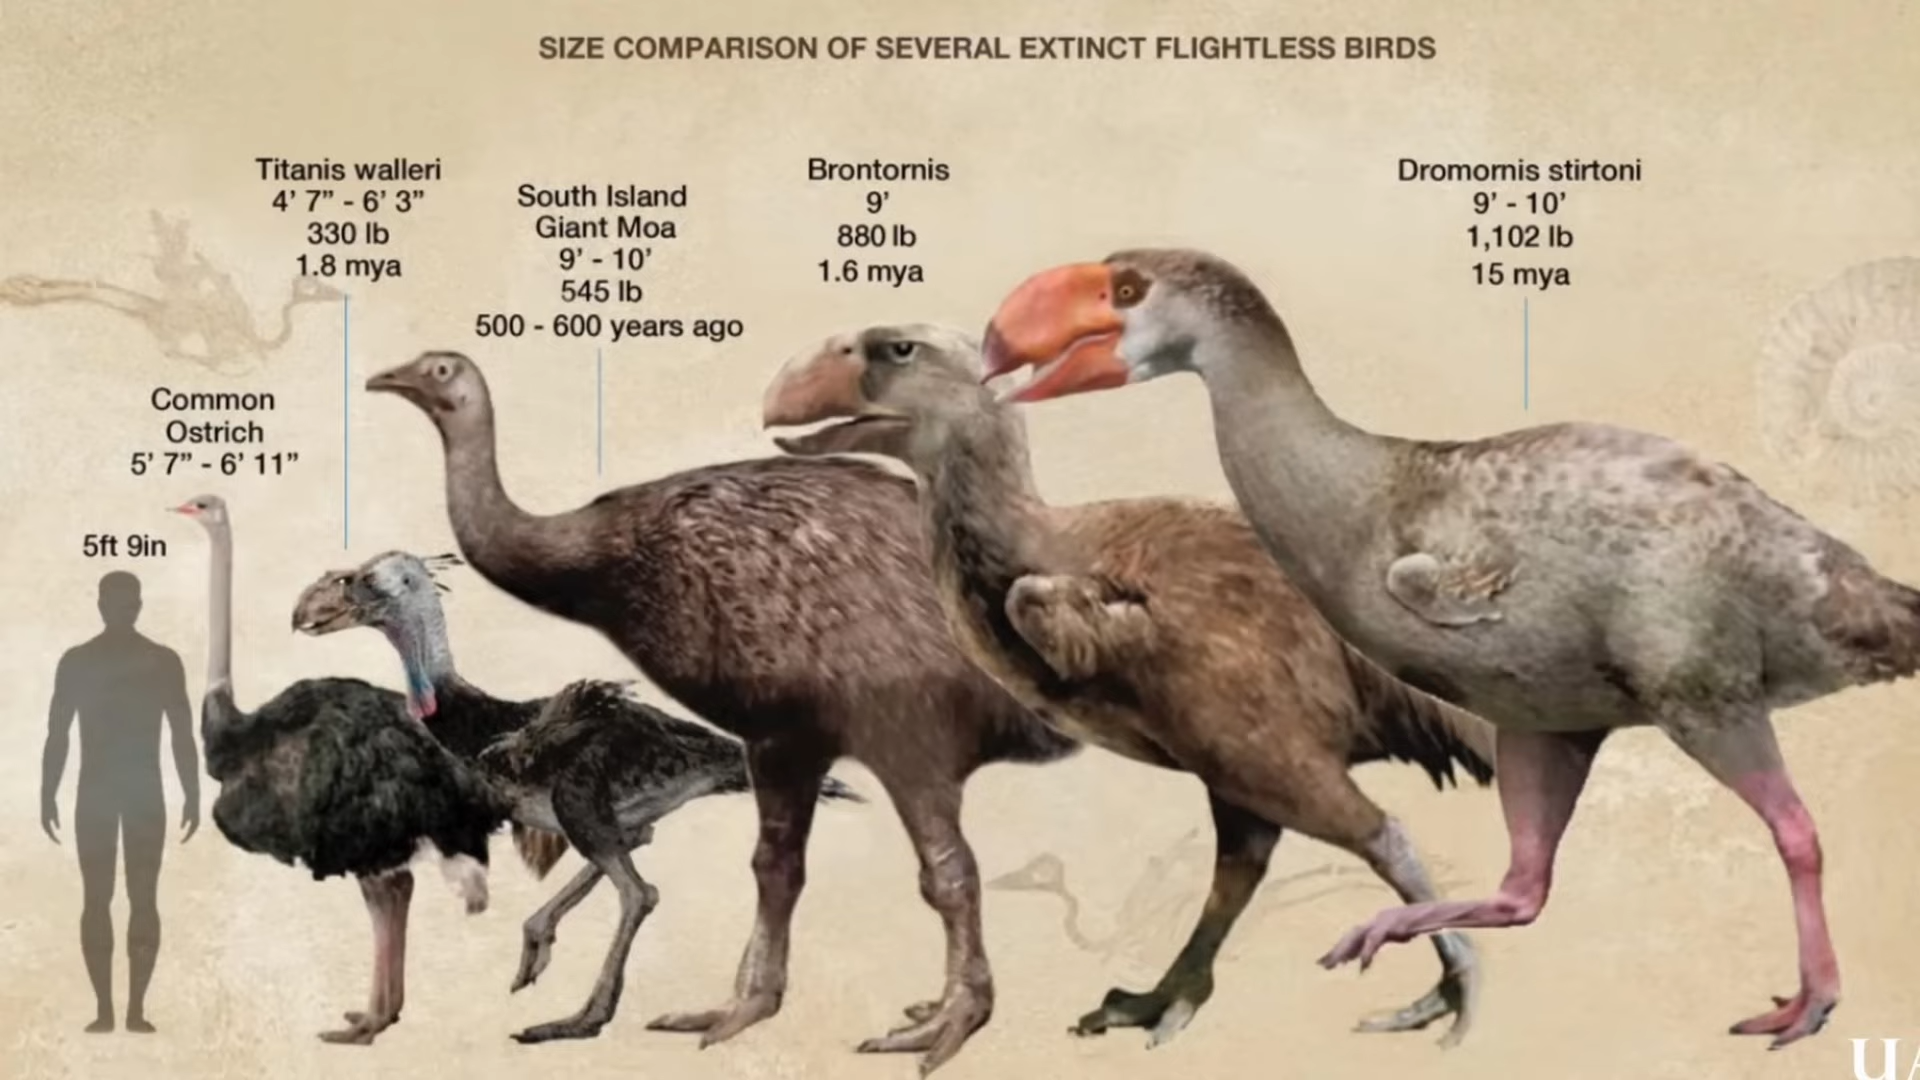 SIZE COMPARISON OF SEVERAL EXTINCT FLIGHTLESS BIRDS
5ft 9in
Common
Ostrich
5’ 7” - 6’ 11”
Titanis walleri
4’ 7” - 6’ 3”
330 lb
1.8 mya
South Island
Giant Moa
9’ - 10’
545 lb
500 - 600 years ago
Brontornis
9’
880 lb
1.6 mya
Dromornis stirtoni
9’ - 10’
1,102 lb
15 mya